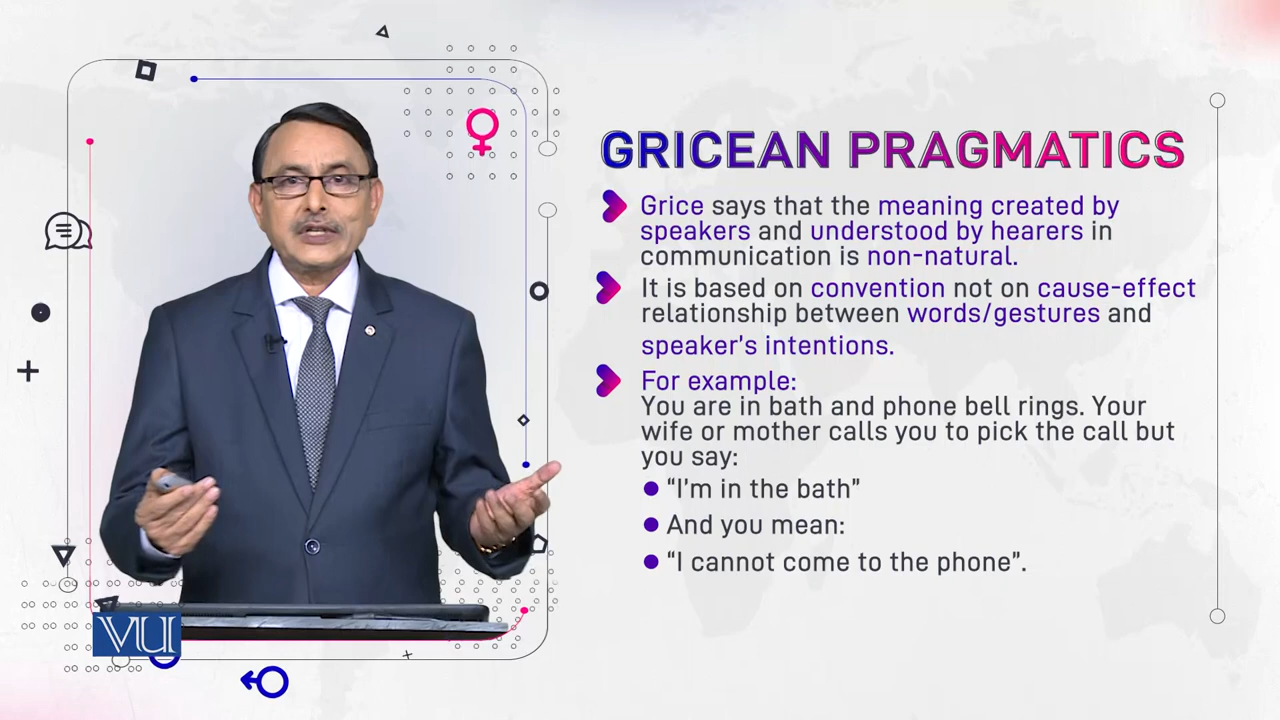 GRICEAN PRAGMATICS
Grice says that the meaning created by
speakers and understood by hearers in
communication is non-natural.
It is based on convention not on cause-effect
relationship between words/gestures and
speaker's intentions.
For example:
You are in bath and phone bell rings. Your
wife or mother calls you to pick the call but
you say:
“I'm in the bath”
And you mean:
“I cannot come to the phone”.
VU